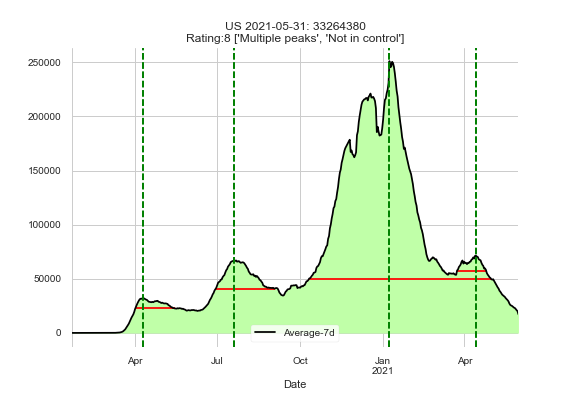 US 2021-05-31: 33264380
Rating:8 ['Multiple peaks', 'Not in control']
250000
200000
150000
100000
50000
0
Average-7d
Apr Jul Oct Jan Apr
2021
Date